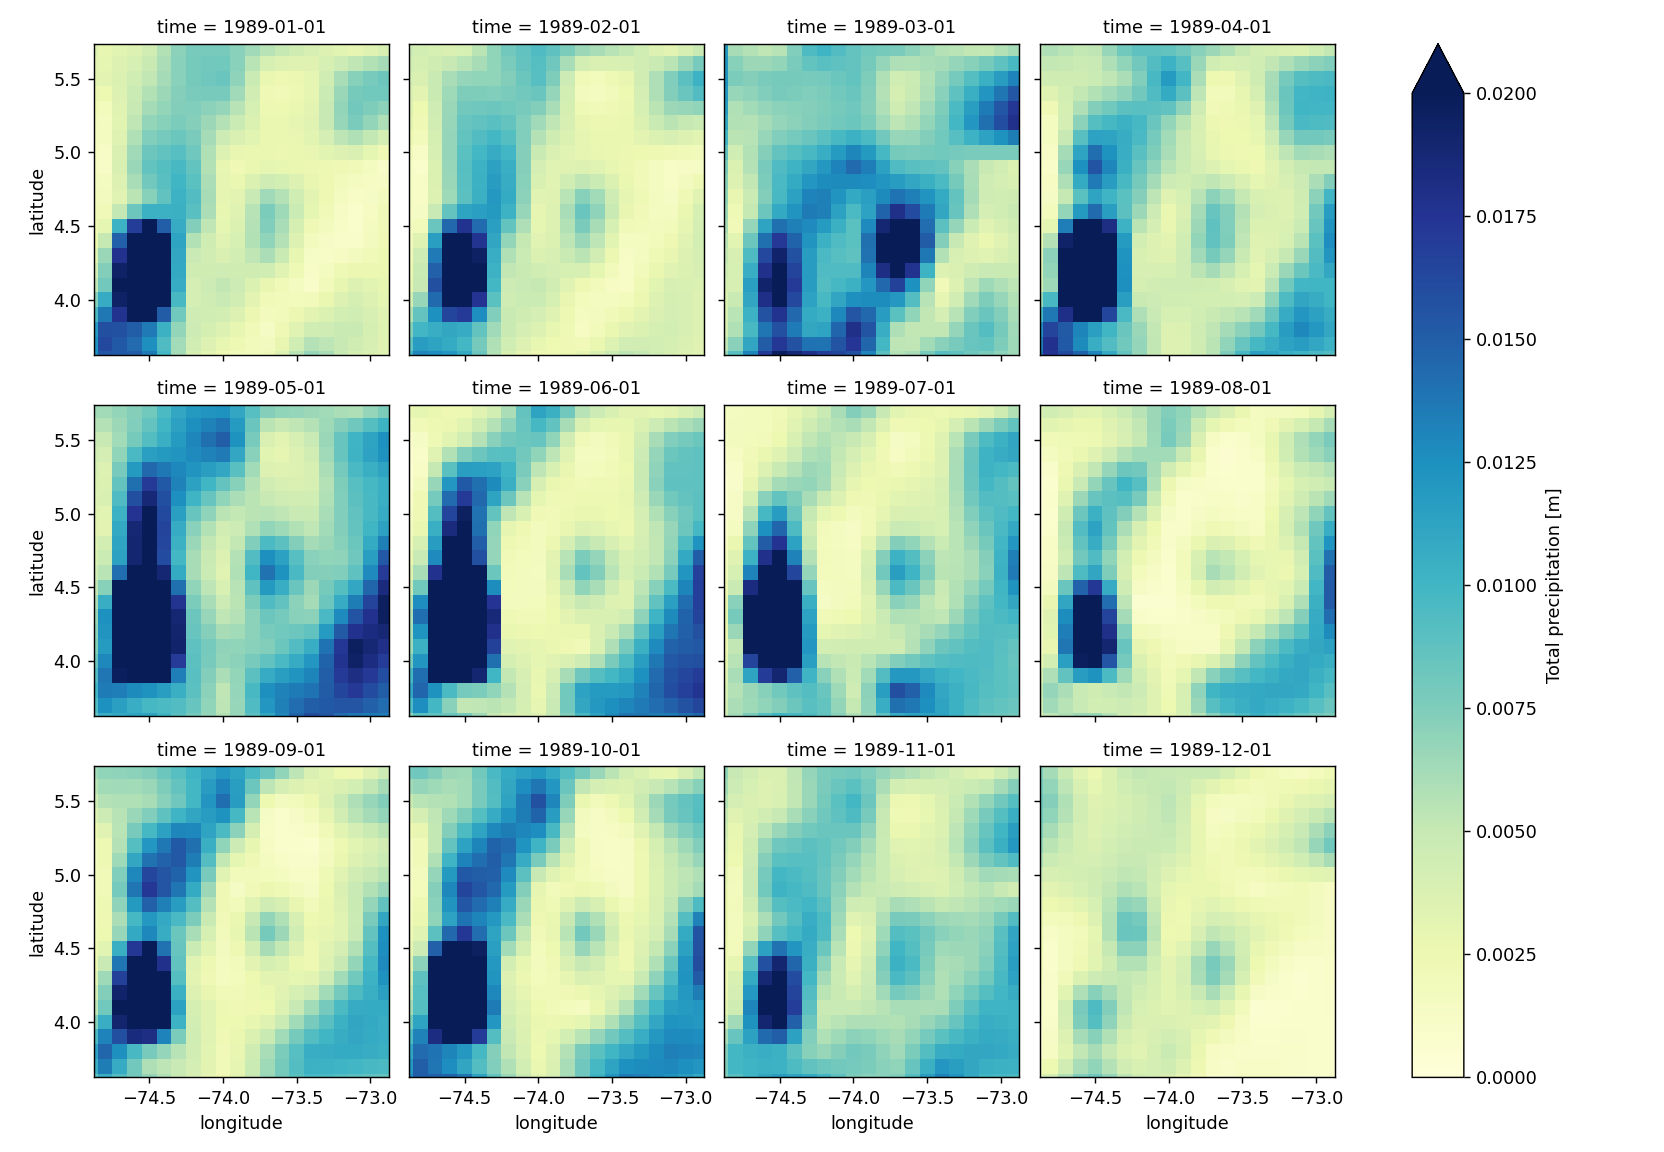 time = 1989-01-01
time = 1989-02-01
time = 1989-03-01
time = 1989-04-01
latitude
5.5
5.0
4.5
4.0
time = 1989-05-01
time = 1989-06-01
time = 1989-07-01
time = 1989-08-01
latitude
5.5
5.0
4.5
4.0
time = 1989-09-01
time = 1989-10-01
time = 1989-11-01
time = 1989-12-01
latitude
5.5
5.0
4.5
4.0
−74.5 −74.0 −73.5 −73.0
longitude
−74.5 −74.0 −73.5 −73.0
longitude
−74.5 −74.0 −73.5 −73.0
longitude
−74.5 −74.0 −73.5 −73.0
longitude
0.0200
0.0175
0.0150
0.0125
0.0100
0.0075
0.0050
0.0025
0.0000
Total precipitation [m]